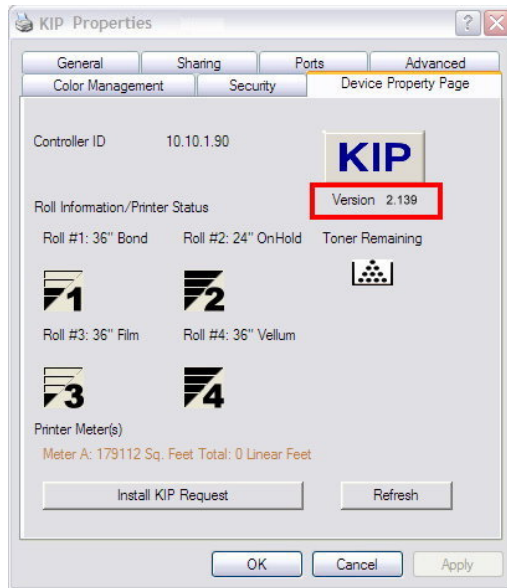 KIP Properties
General Sharing Ports Advanced
Color Management Security Device Property Page
Controller ID 10.10.1.90
KIP
Version 2.139
Roll Information/Printer Status
Roll #1: 36" Bond Roll #2: 24" OnHold Toner Remaining
1 2
Roll #3: 36" Film Roll #4: 36" Vellum
3 4
Printer Meter(s)
Meter A: 179112 Sq. Feet Total: 0 Linear Feet
Install KIP Request Refresh
OK Cancel Apply